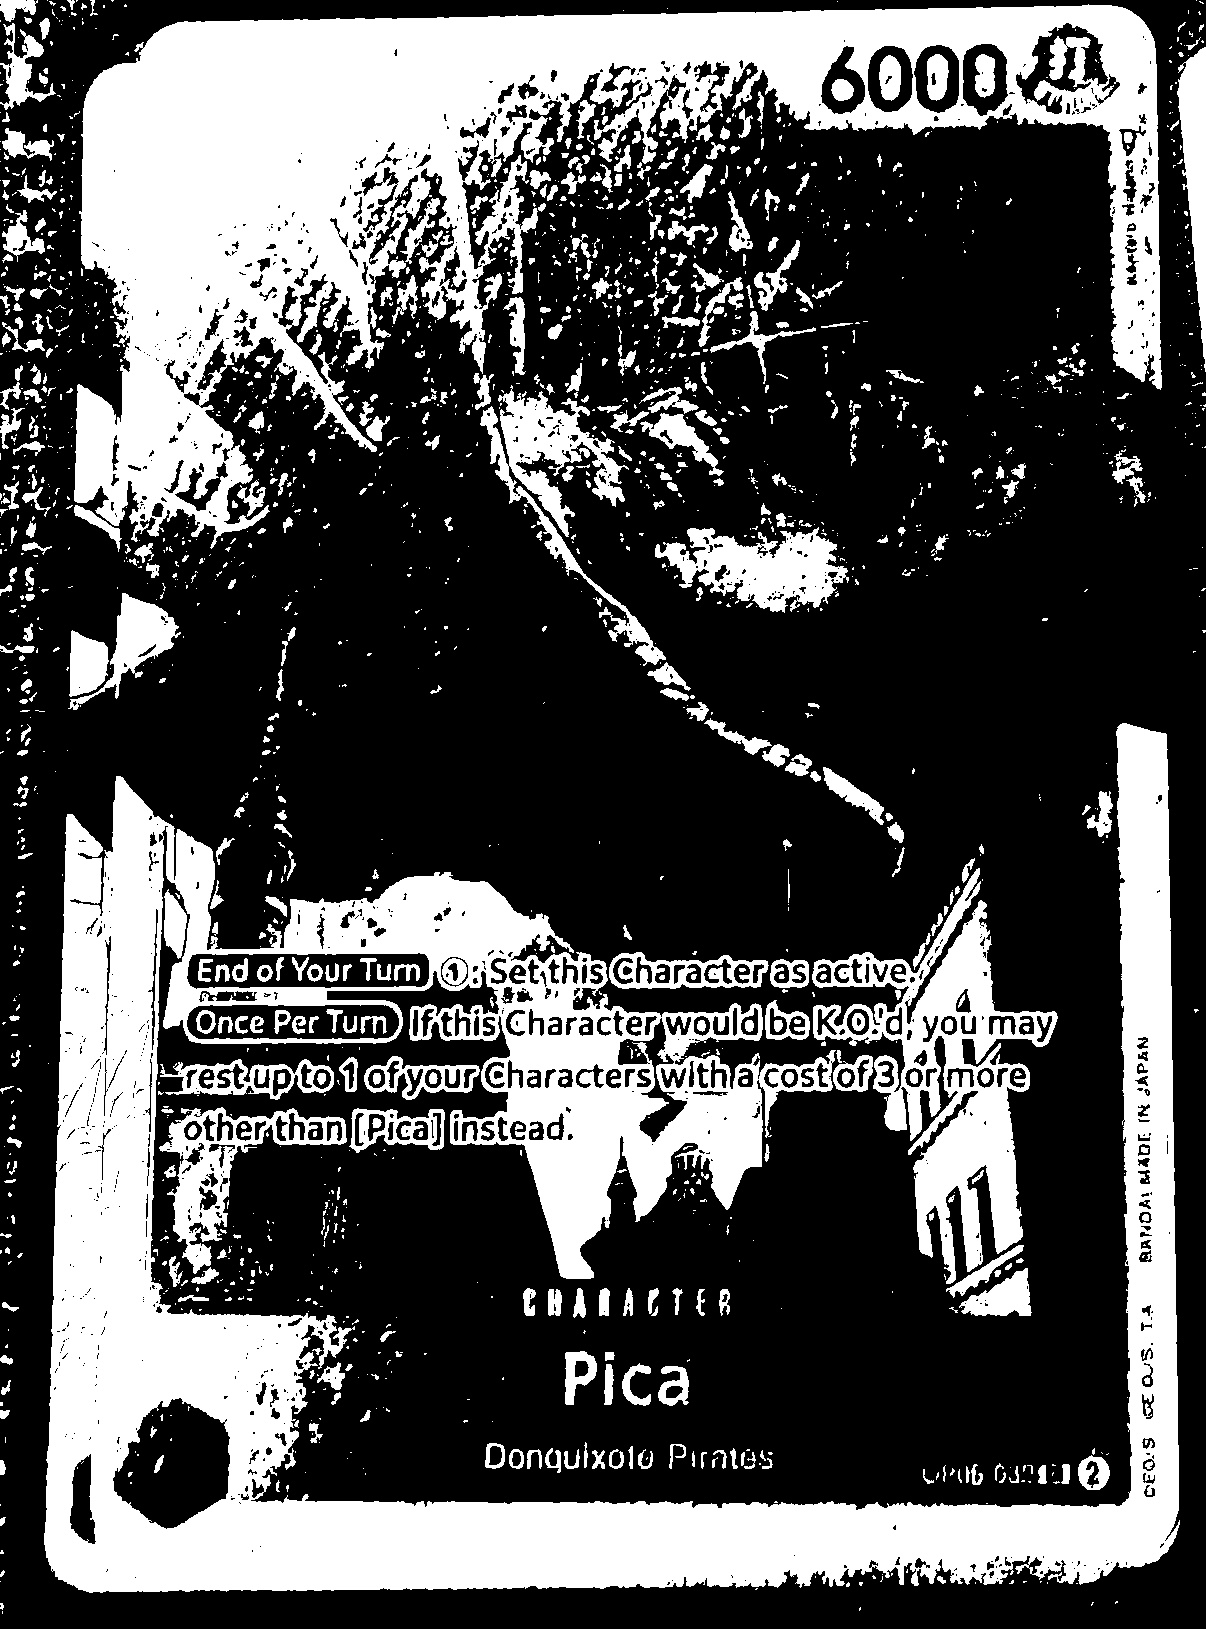 6000
End of Your Turn ①: Set this Character as active.
Once Per Turn If this Character would be K.O.'d, you may
rest up to 1 of your Characters with a cost of 3 or more
other than [Pica] instead.
CHARACTER
Pica
Donquixote Pirates
2
BANDAI MADE IN JAPAN